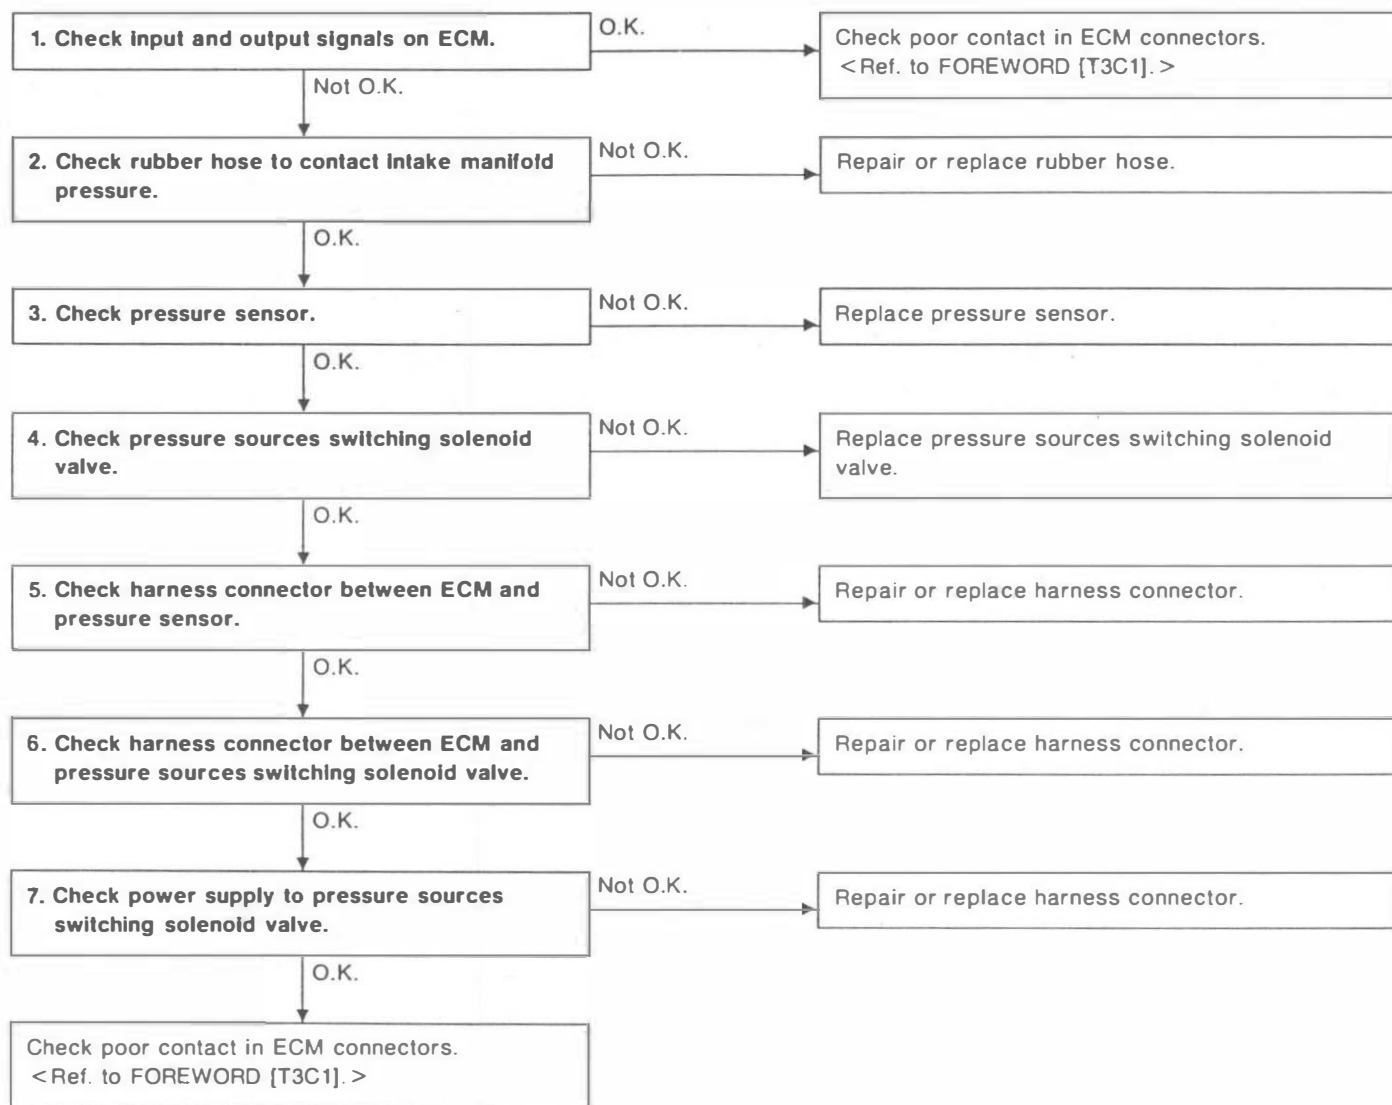 1. Check input and output signals on ECM.
O.K.
Check poor contact in ECM connectors.
<Ref. to FOREWORD [T3C1].>
Not O.K.
2. Check rubber hose to contact intake manifold
pressure.
Not O.K.
Repair or replace rubber hose.
O.K.
3. Check pressure sensor.
Not O.K.
Replace pressure sensor.
O.K.
4. Check pressure sources switching solenoid
valve.
Not O.K.
Replace pressure sources switching solenoid
valve.
O.K.
5. Check harness connector between ECM and
pressure sensor.
Not O.K.
Repair or replace harness connector.
O.K.
6. Check harness connector between ECM and
pressure sources switching solenoid valve.
Not O.K.
Repair or replace harness connector.
O.K.
7. Check power supply to pressure sources
switching solenoid valve.
Not O.K.
Repair or replace harness connector.
O.K.
Check poor contact in ECM connectors.
<Ref. to FOREWORD [T3C1].>